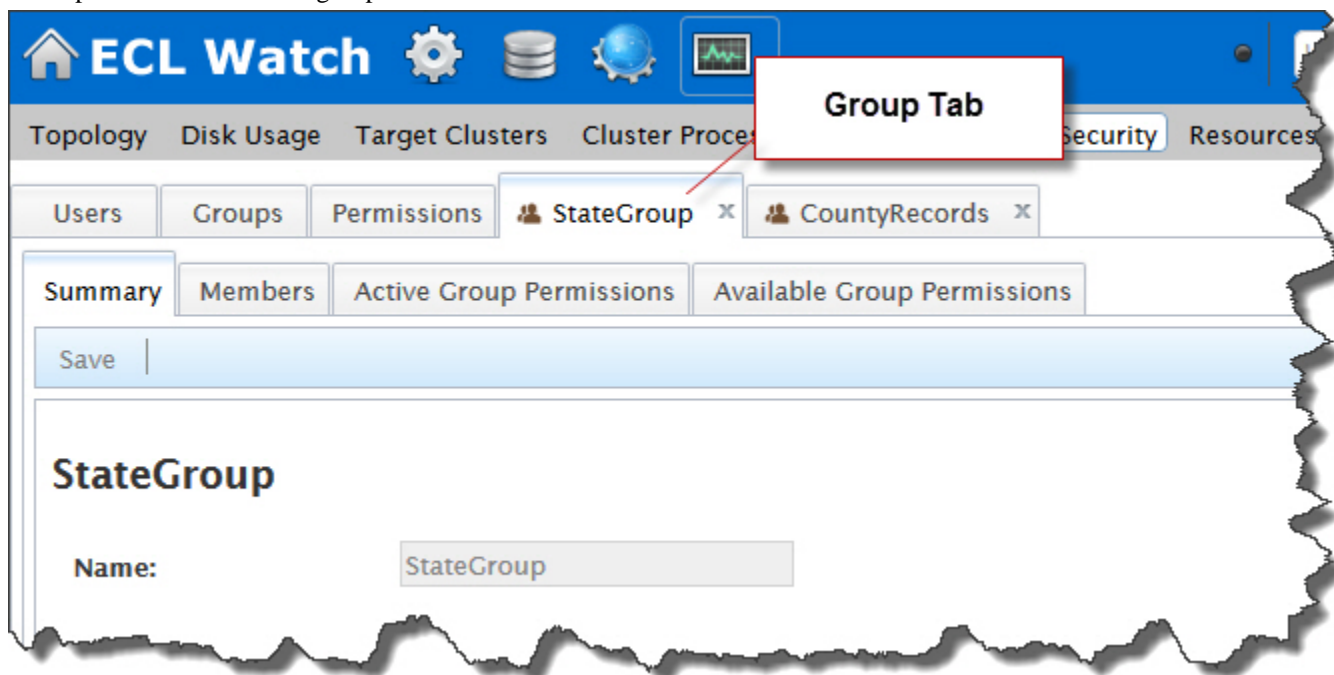 ECL Watch
Group Tab
Topology Disk Usage Target Clusters Cluster Security Resources
Users Groups Permissions StateGroup x CountyRecords x
Summary Members Active Group Permissions Available Group Permissions
Save
StateGroup
Name: StateGroup